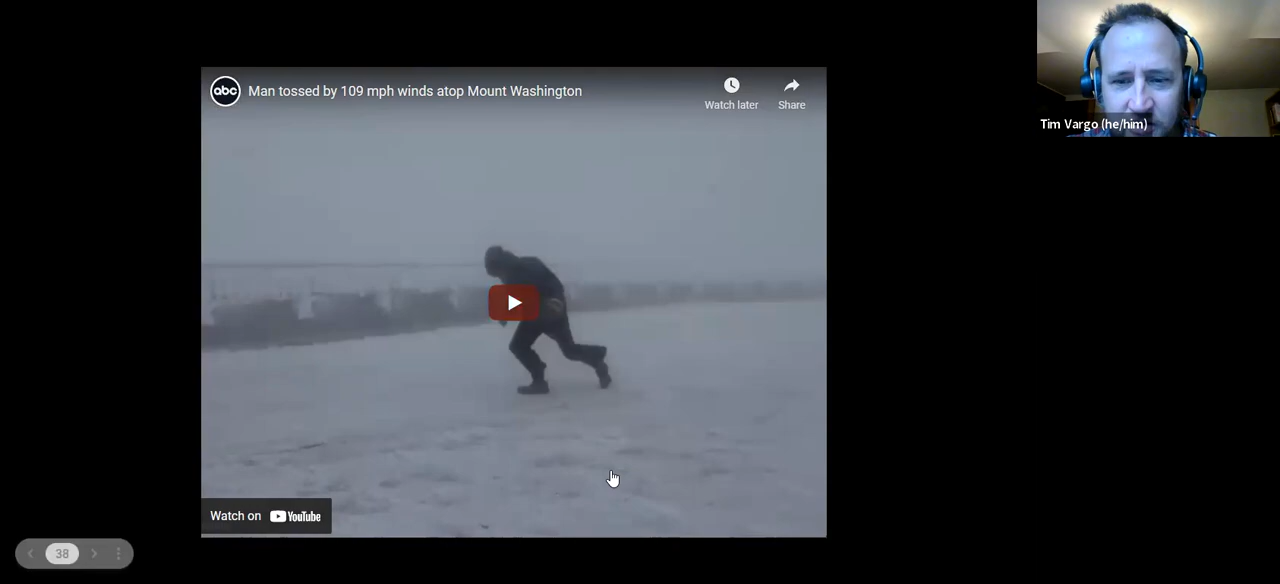 abc
Man tossed by 109 mph winds atop Mount Washington
Watch later
Share
Tim Vargo (he/him)
Watch on YouTube
38